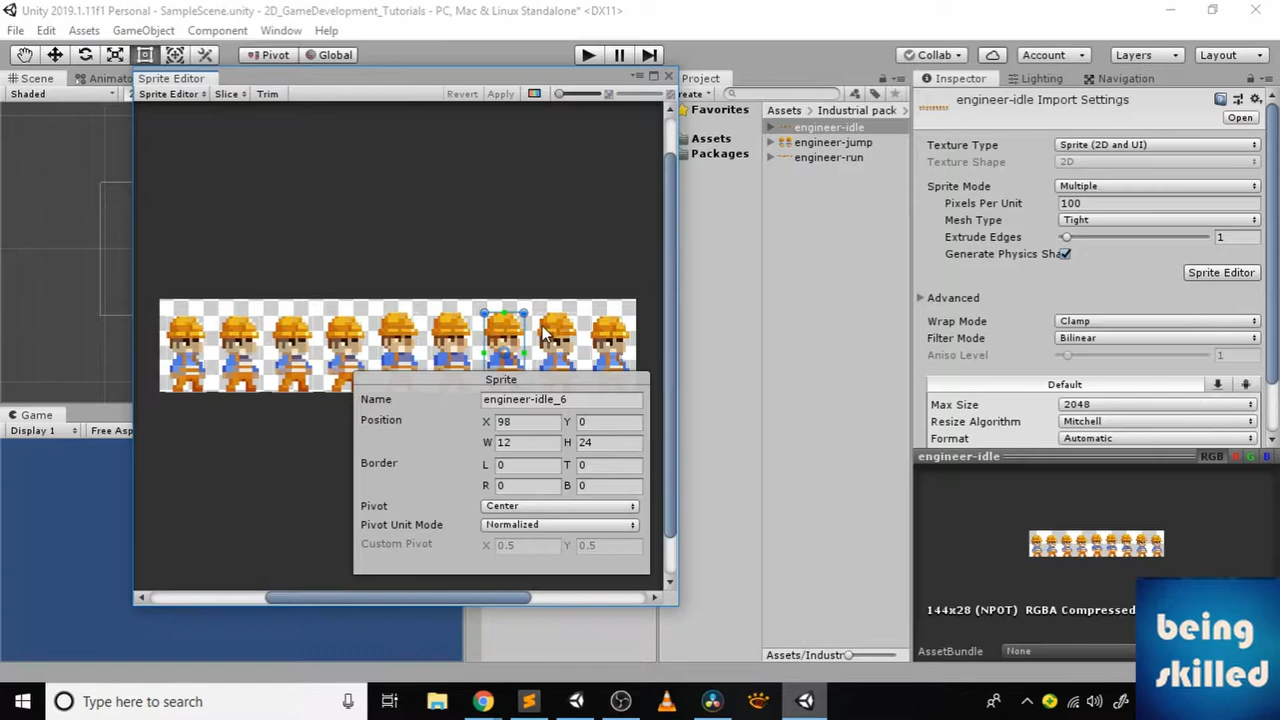 Unity 2019.1.11f1 Personal - SampleScene.unity - 2D_GameDevelopment_Tutorials - PC, Mac & Linux Standalone* <DX11>
File Edit Assets GameObject Component Window Help
Pivot Global Collab Account Layers Layout
Scene Animato Sprite Editor Project Inspector Lighting Navigation
Shaded 2 Sprite Editor Slice Trim Revert Apply
reate
Favorites
Assets
Packages
Assets Industrial pack
engineer-idle
engineer-jump
engineer-run
engineer-idle Import Settings
Open
Texture Type Sprite (2D and UI)
Texture Shape 2D
Sprite Mode Multiple
Pixels Per Unit 100
Mesh Type Tight
Extrude Edges 1
Generate Physics Sha
Sprite Editor
Advanced
Wrap Mode Clamp
Filter Mode Bilinear
Aniso Level 1
Default
Max Size 2048
Resize Algorithm Mitchell
Format Automatic
engineer-idle RGB R G B
144x28 (NPOT) RGBA Compressed
AssetBundle None
Sprite
Name engineer-idle_6
Position X 98 Y 0
W 12 H 24
Border L 0 T 0
R 0 B 0
Pivot Center
Pivot Unit Mode Normalized
Custom Pivot X 0.5 Y 0.5
Game
Display 1 Free Asp
Assets/Industr
being
skilled
Type here to search